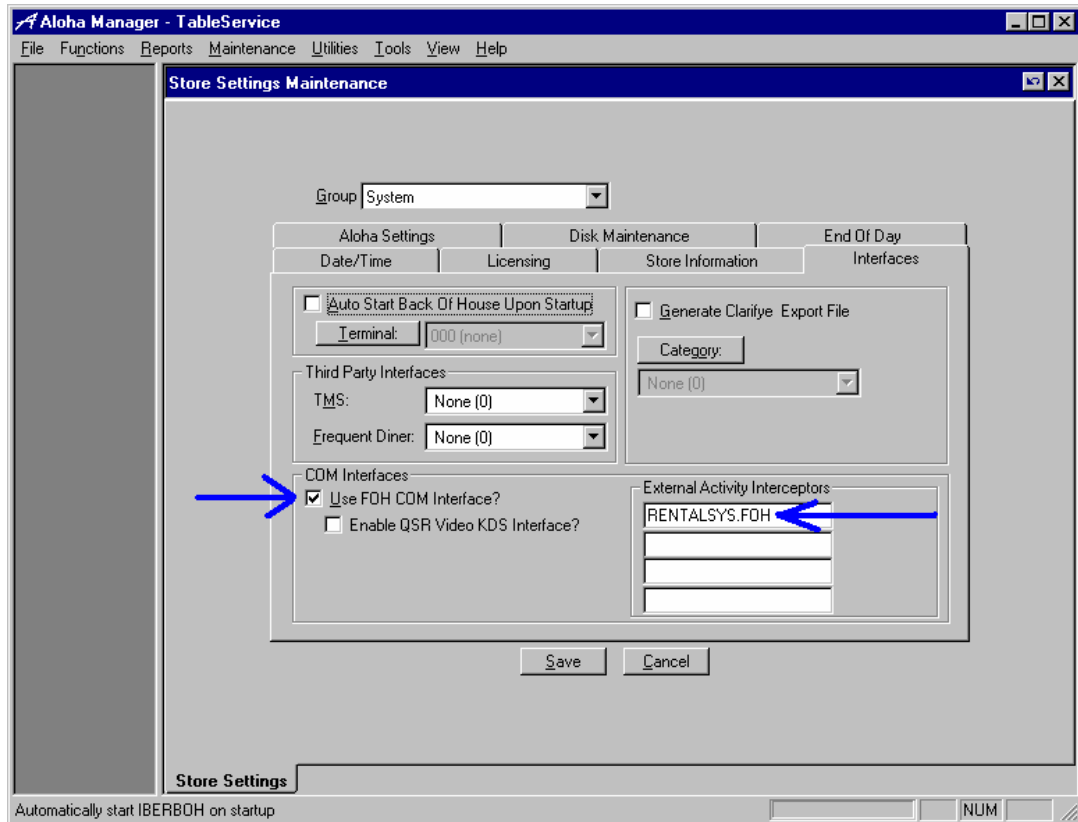 Aloha Manager - TableService
File Functions Reports Maintenance Utilities Tools View Help
Store Settings Maintenance
Group System
Aloha Settings Disk Maintenance End Of Day
Date/Time Licensing Store Information Interfaces
Auto Start Back Of House Upon Startup
Terminal: 000 (none)
Generate Clarifye Export File
Category:
None (0)
Third Party Interfaces
TMS: None (0)
Frequent Diner: None (0)
COM Interfaces
Use FOH COM Interface?
Enable QSR Video KDS Interface?
External Activity Interceptors
RENTALSYS.FOH
Save Cancel
Store Settings
Automatically start IBERBOH on startup NUM